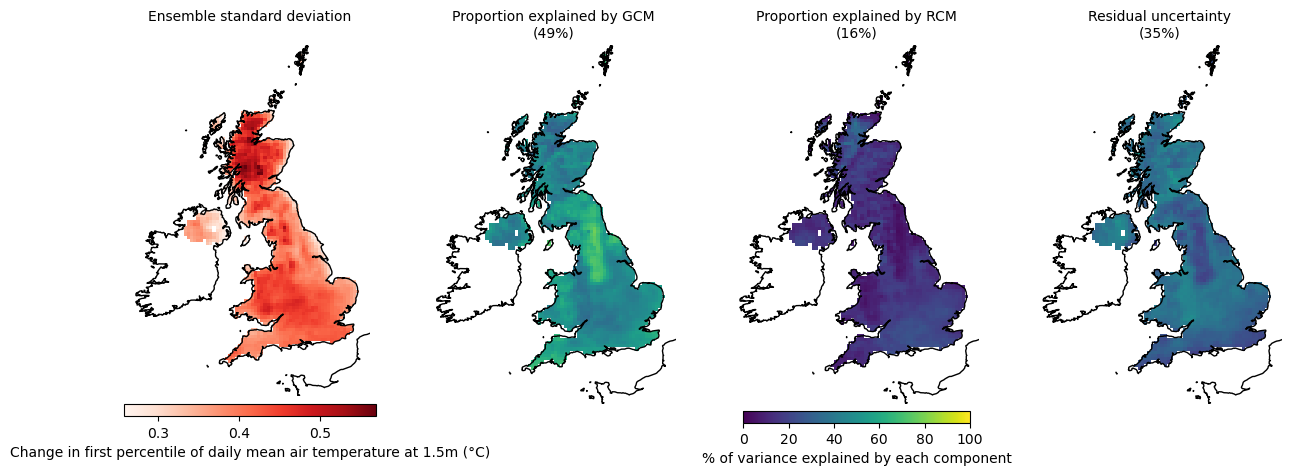 Ensemble standard deviation
Proportion explained by GCM
(49%)
Proportion explained by RCM
(16%)
Residual uncertainty
(35%)
0.3 0.4 0.5
Change in first percentile of daily mean air temperature at 1.5m (°C)
0 20 40 60 80 100
% of variance explained by each component